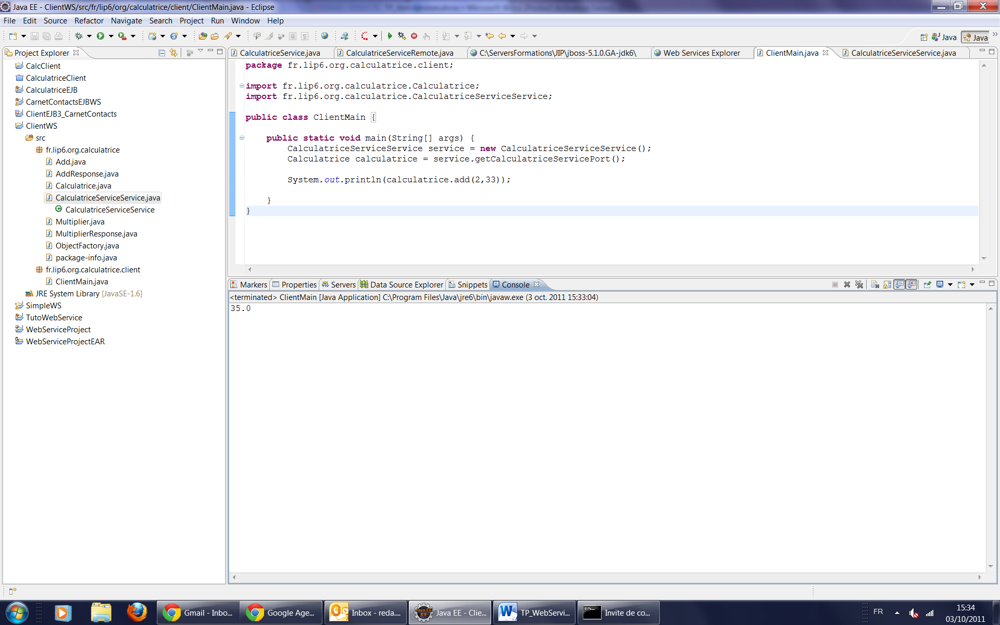 Java EE - ClientWS/src/fr/lip6/org/calculatrice/client/ClientMain.java - Eclipse
File Edit Source Refactor Navigate Search Project Run Window Help
Java Java
Project Explorer
CalcClient
CalculatriceClient
CalculatriceEJB
CarnetContactsEJBWS
ClientEJB3_CarnetContacts
ClientWS
src
fr.lip6.org.calculatrice
Add.java
AddResponse.java
Calculatrice.java
CalculatriceServiceService.java
CalculatriceServiceService
Multiplier.java
MultiplierResponse.java
ObjectFactory.java
package-info.java
fr.lip6.org.calculatrice.client
ClientMain.java
JRE System Library [JavaSE-1.6]
SimpleWS
TutoWebService
WebServiceProject
WebServiceProjectEAR
CalculatriceService.java CalculatriceServiceRemote.java C:\ServersFormations\JIP\jboss-5.1.0.GA-jdk6\ Web Services Explorer ClientMain.java CalculatriceServiceService.java
package fr.lip6.org.calculatrice.client;
import fr.lip6.org.calculatrice.Calculatrice;
import fr.lip6.org.calculatrice.CalculatriceServiceService;
public class ClientMain {
public static void main(String[] args) {
CalculatriceServiceService service = new CalculatriceServiceService();
Calculatrice calculatrice = service.getCalculatriceServicePort();
System.out.println(calculatrice.add(2,33));
}
}
Markers Properties Servers Data Source Explorer Snippets Console
<terminated> ClientMain [Java Application] C:\Program Files\Java\jre6\bin\javaw.exe (3 oct. 2011 15:33:04)
35.0
Gmail - Inbo... Google Age... Inbox - reda.... Java EE - Clie... TP_WebServi... Invite de co... FR
15:34
03/10/2011